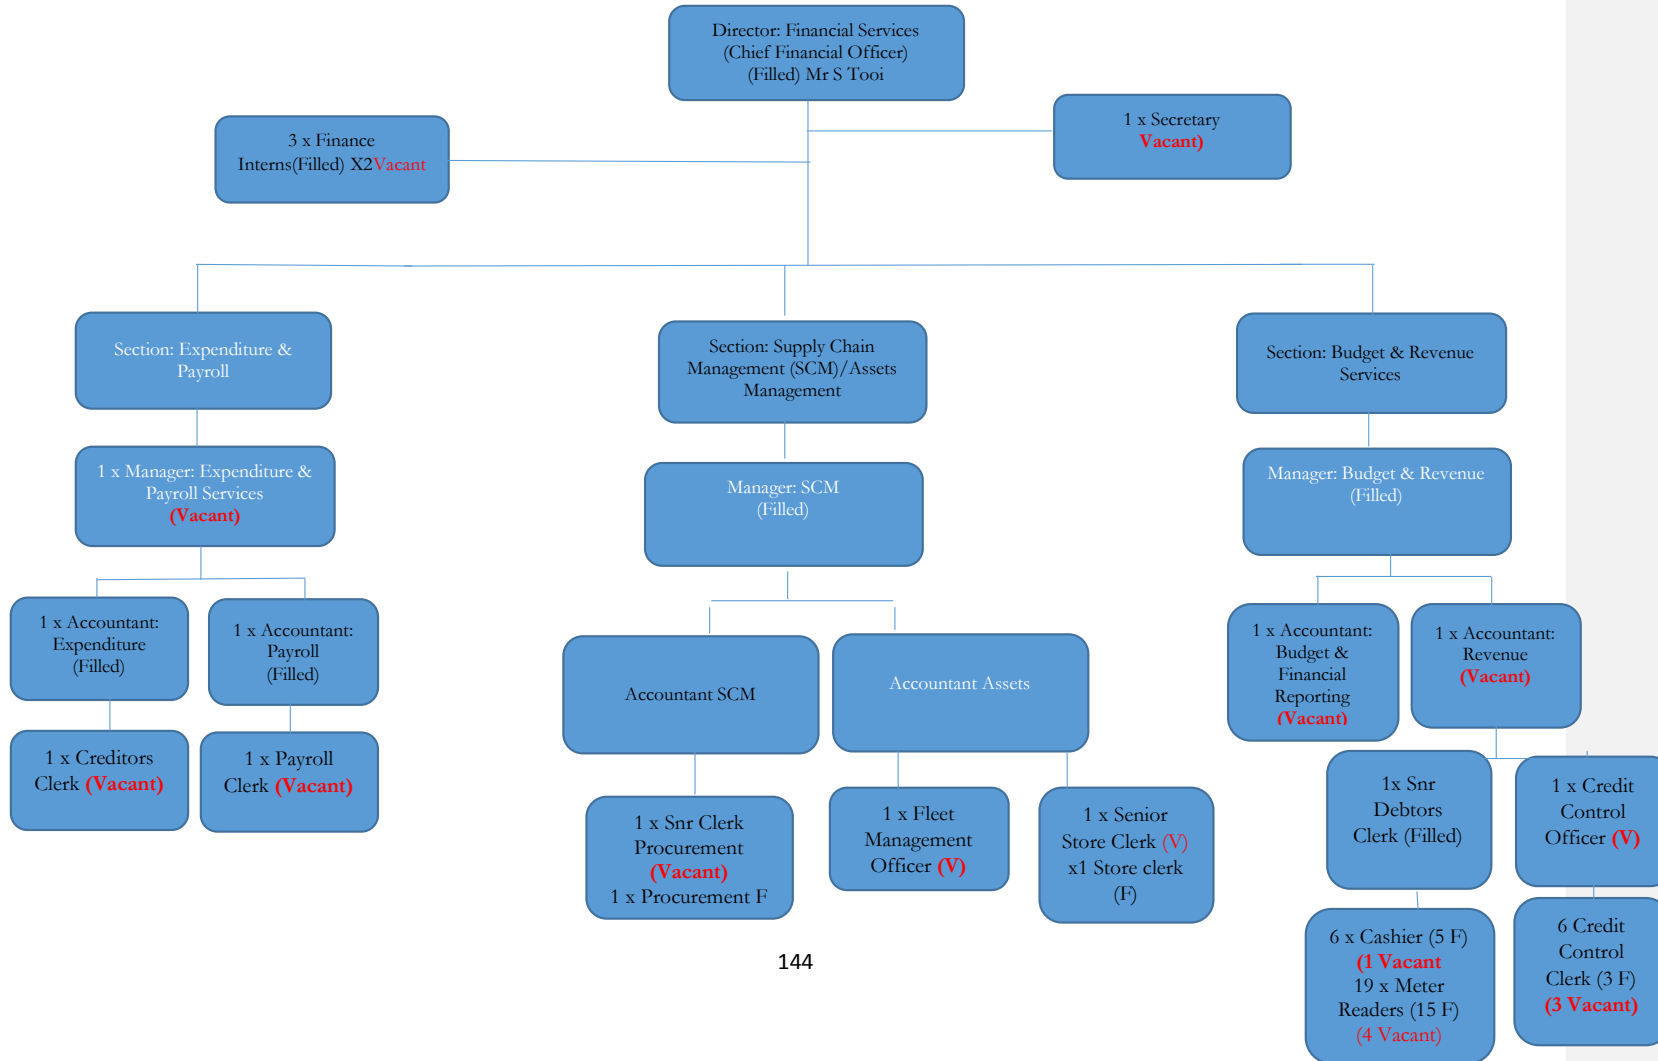 Director: Financial Services
(Chief Financial Officer)
(Filled) Mr S Tooi
3 x Finance
Interns(Filled) X2Vacant
1 x Secretary
Vacant)
Section: Expenditure &
Payroll
Section: Supply Chain
Management (SCM)/Assets
Management
Section: Budget & Revenue
Services
1 x Manager: Expenditure &
Payroll Services
(Vacant)
Manager: SCM
(Filled)
Manager: Budget & Revenue
(Filled)
1 x Accountant:
Expenditure
(Filled)
1 x Accountant:
Payroll
(Filled)
Accountant SCM
Accountant Assets
1 x Accountant:
Budget &
Financial
Reporting
(Vacant)
1 x Accountant:
Revenue
(Vacant)
1 x Creditors
Clerk (Vacant)
1 x Payroll
Clerk (Vacant)
1 x Snr Clerk
Procurement
(Vacant)
1 x Procurement F
1 x Fleet
Management
Officer (V)
1 x Senior
Store Clerk (V)
x1 Store clerk
(F)
1x Snr
Debtors
Clerk (Filled)
1 x Credit
Control
Officer (V)
6 x Cashier (5 F)
(1 Vacant
19 x Meter
Readers (15 F)
(4 Vacant)
6 Credit
Control
Clerk (3 F)
(3 Vacant)
144